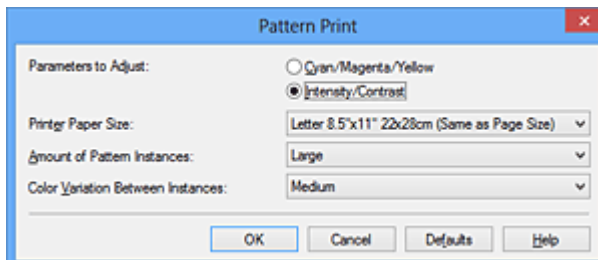 Pattern Print
Parameters to Adjust:
Cyan/Magenta/Yellow
Intensity/Contrast
Printer Paper Size:
Letter 8.5"x11" 22x28cm (Same as Page Size)
Amount of Pattern Instances:
Large
Color Variation Between Instances:
Medium
OK Cancel Defaults Help